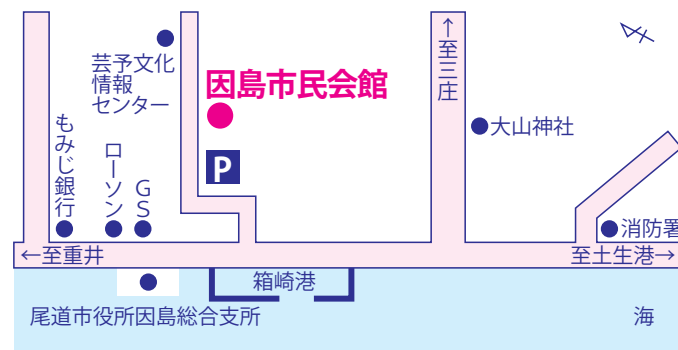 芸予文化
情報
センター
因島市民会館
P
←至三庄
大山神社
もみじ銀行
ローソン
GS
消防署
←至重井
至土生港→
箱崎港
尾道市役所因島総合支所
海